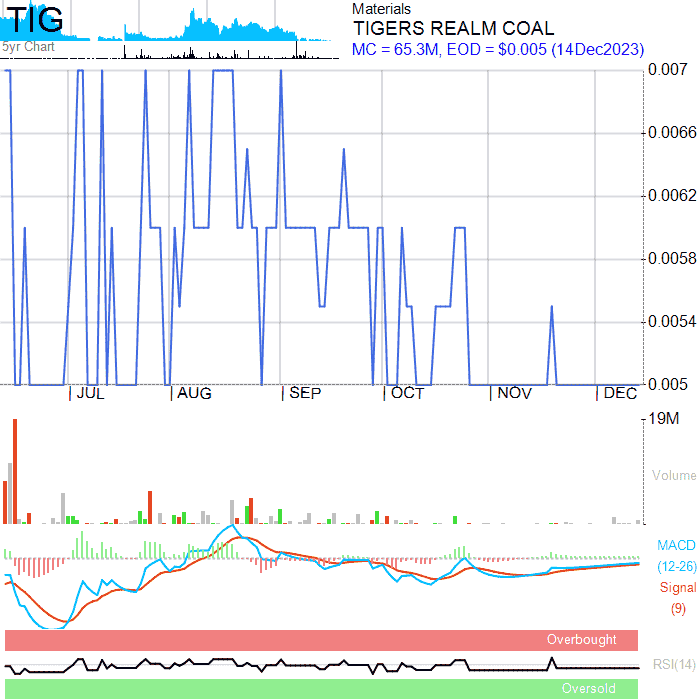 TIG
5yr Chart
Materials
TIGERS REALM COAL
MC = 65.3M, EOD = $0.005 (14Dec2023)
0.007
0.0066
0.0062
0.0058
0.0054
0.005
JUL AUG SEP OCT NOV DEC
19M
Volume
MACD
(12-26)
Signal
(9)
Overbought
RSI(14)
Oversold